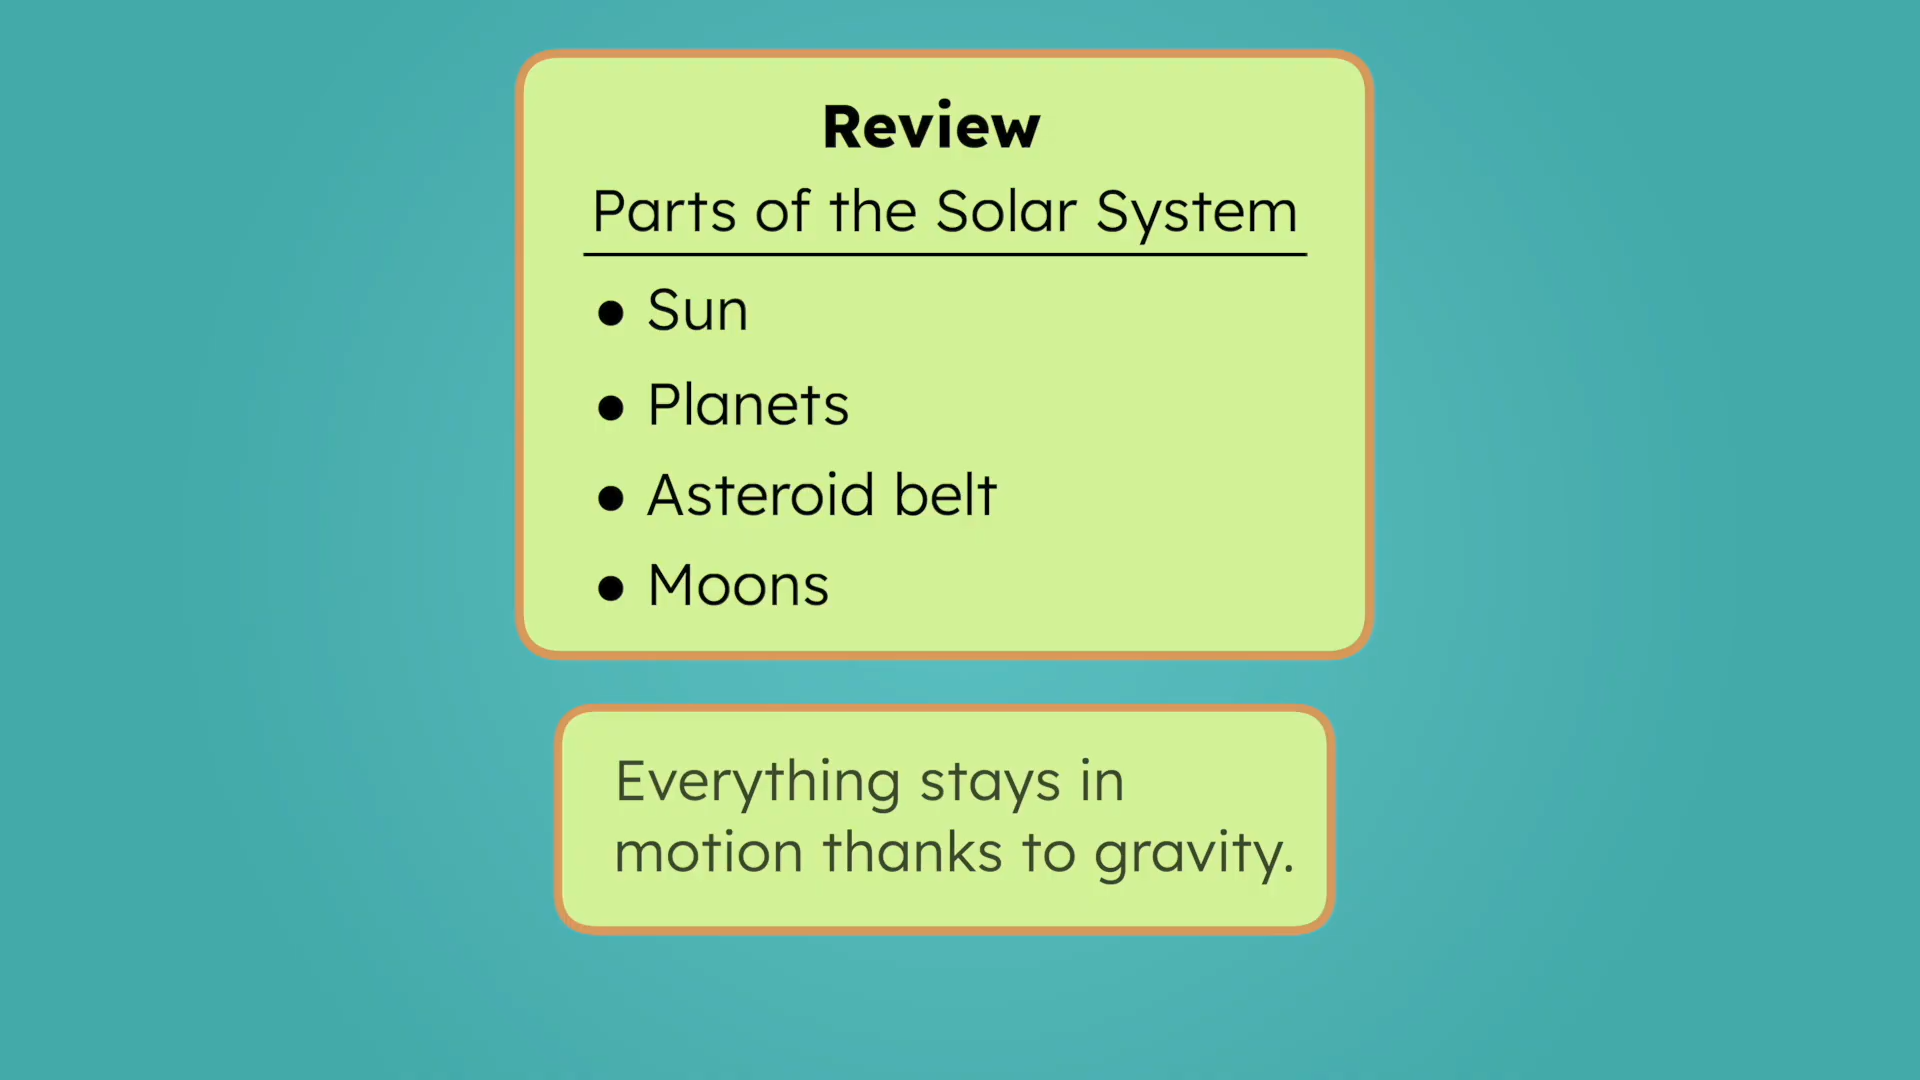 Review
Parts of the Solar System
● Sun
● Planets
● Asteroid belt
● Moons
Everything stays in
motion thanks to gravity.